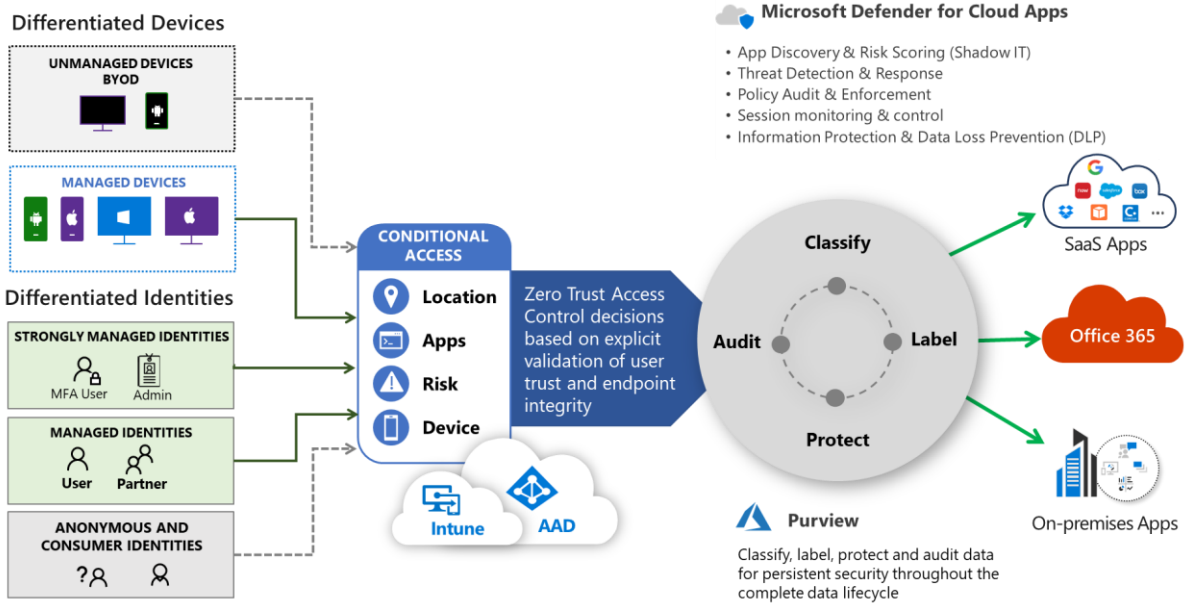 Differentiated Devices
UNMANAGED DEVICES
BYOD
MANAGED DEVICES
Differentiated Identities
STRONGLY MANAGED IDENTITIES
MFA User
Admin
MANAGED IDENTITIES
User
Partner
ANONYMOUS AND
CONSUMER IDENTITIES
?
CONDITIONAL
ACCESS
Location
Apps
Risk
Device
Intune
AAD
Zero Trust Access
Control decisions
based on explicit
validation of user
trust and endpoint
integrity
Microsoft Defender for Cloud Apps
• App Discovery & Risk Scoring (Shadow IT)
• Threat Detection & Response
• Policy Audit & Enforcement
• Session monitoring & control
• Information Protection & Data Loss Prevention (DLP)
Classify
Audit
Label
Protect
Purview
Classify, label, protect and audit data
for persistent security throughout the
complete data lifecycle
G
box
...
SaaS Apps
Office 365
On-premises Apps